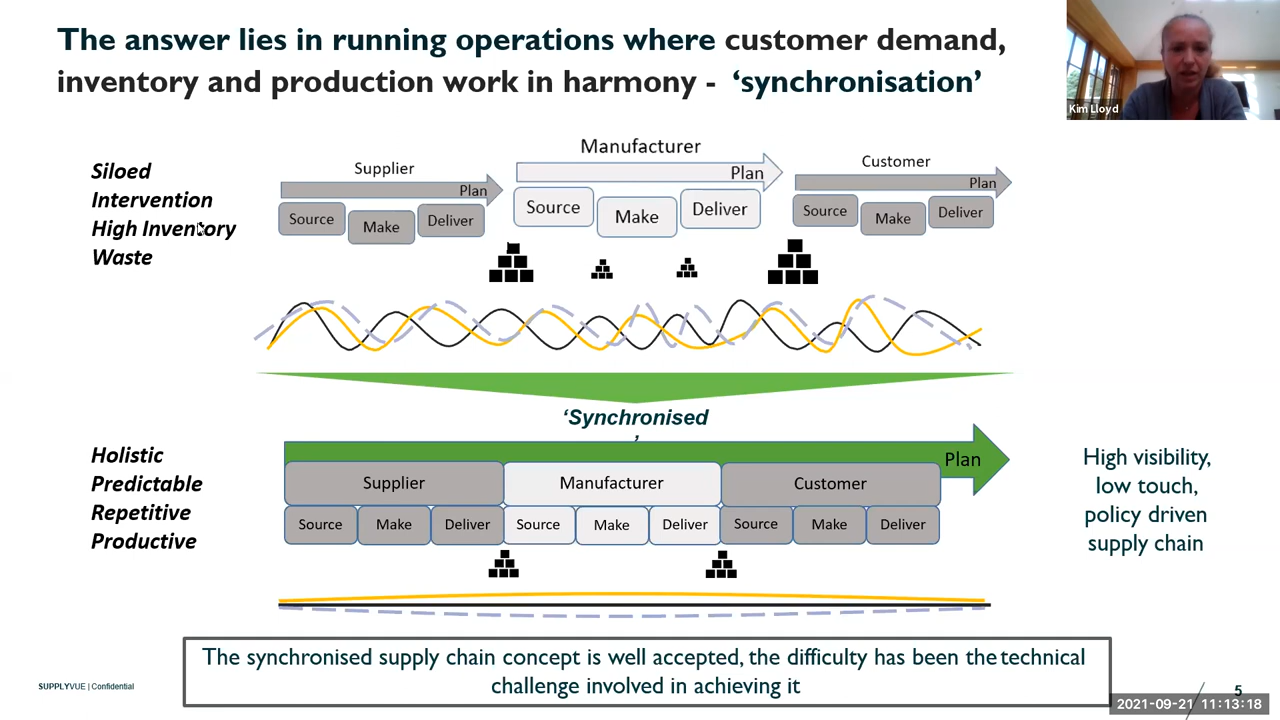 The answer lies in running operations where customer demand,
inventory and production work in harmony - ‘synchronisation’
Kim Lloyd
Siloed
Intervention
High Inventory
Waste
Supplier
Plan
Source
Make
Deliver
Manufacturer
Plan
Source
Make
Deliver
Customer
Plan
Source
Make
Deliver
‘Synchronised
’
Holistic
Predictable
Repetitive
Productive
Plan
Supplier
Manufacturer
Customer
Source
Make
Deliver
Source
Make
Deliver
Source
Make
Deliver
High visibility,
low touch,
policy driven
supply chain
The synchronised supply chain concept is well accepted, the difficulty has been the technical
challenge involved in achieving it
SUPPLYVUE | Confidential
5
2021-09-21 11:13:18